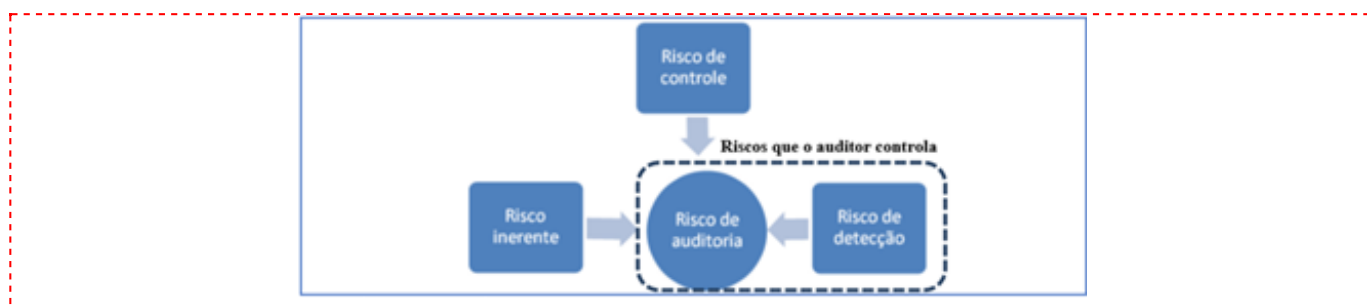 Risco de
controle
Riscos que o auditor controla
Risco
inerente
Risco de
auditoria
Risco de
detecção